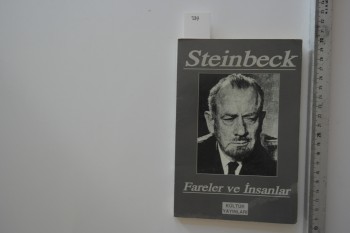 Steinbeck
Fareler ve İnsanlar